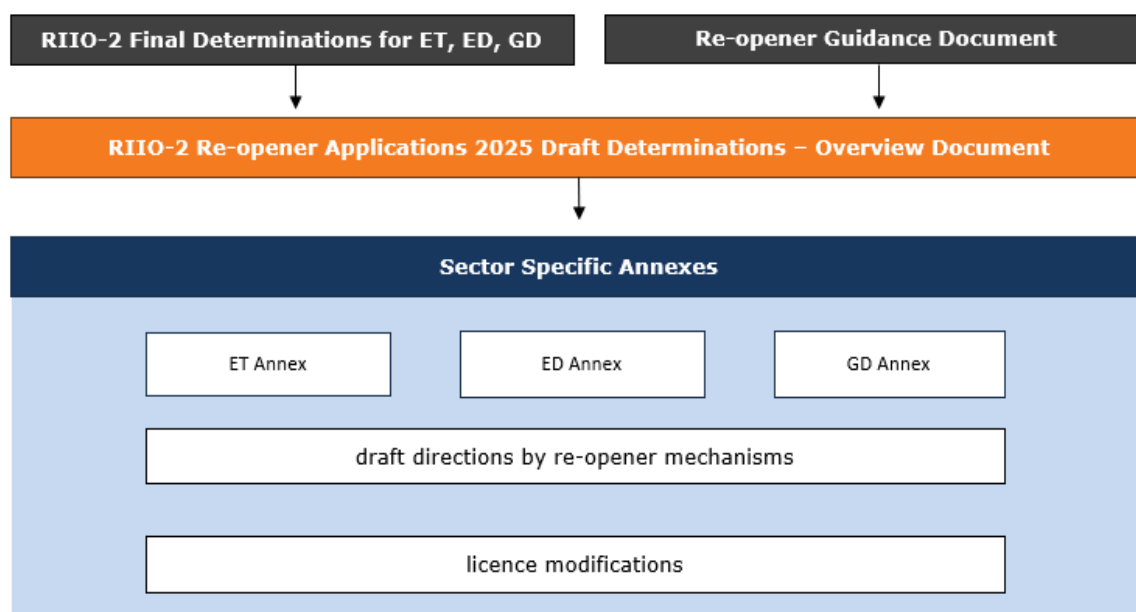 RIIO-2 Final Determinations for ET, ED, GD
Re-opener Guidance Document
RIIO-2 Re-opener Applications 2025 Draft Determinations – Overview Document
Sector Specific Annexes
ET Annex
ED Annex
GD Annex
draft directions by re-opener mechanisms
licence modifications